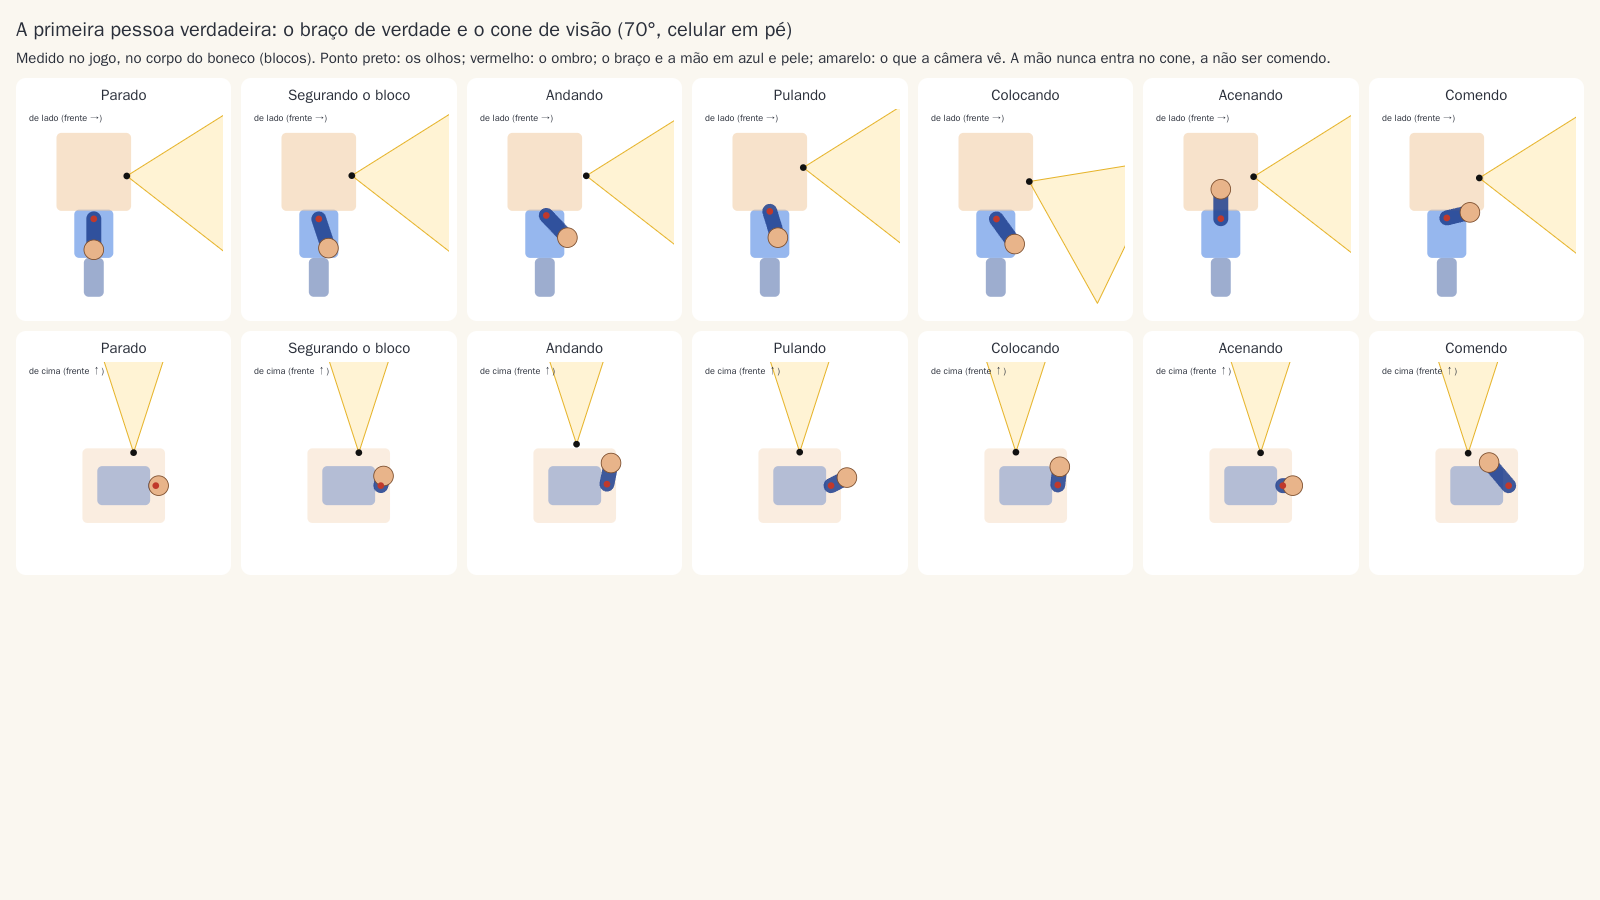 A primeira pessoa verdadeira: o braço de verdade e o cone de visão (70°, celular em pé)
Medido no jogo, no corpo do boneco (blocos). Ponto preto: os olhos; vermelho: o ombro; o braço e a mão em azul e pele; amarelo: o que a câmera vê. A mão nunca entra no cone, a não ser comendo.
Parado
de lado (frente →)
Segurando o bloco
de lado (frente →)
Andando
de lado (frente →)
Pulando
de lado (frente →)
Colocando
de lado (frente →)
Acenando
de lado (frente →)
Comendo
de lado (frente →)
Parado
de cima (frente ↑)
Segurando o bloco
de cima (frente ↑)
Andando
de cima (frente ↑)
Pulando
de cima (frente ↑)
Colocando
de cima (frente ↑)
Acenando
de cima (frente ↑)
Comendo
de cima (frente ↑)